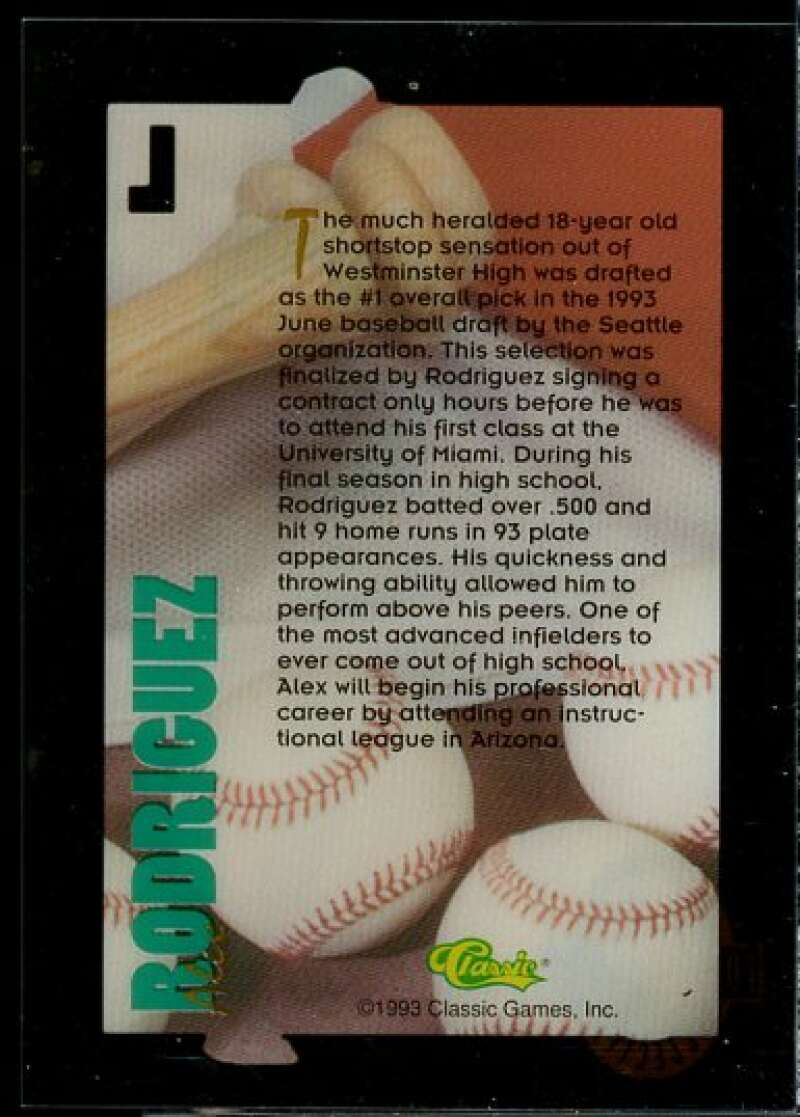 1
The much heralded 18-year old
shortstop sensation out of
Westminster High was drafted
as the #1 overall pick in the 1993
June baseball draft by the Seattle
organization. This selection was
finalized by Rodriguez signing a
contract only hours before he was
to attend his first class at the
University of Miami. During his
final season in high school,
Rodriguez batted over .500 and
hit 9 home runs in 93 plate
appearances. His quickness and
throwing ability allowed him to
perform above his peers. One of
the most advanced infielders to
ever come out of high school,
Alex will begin his professional
career by attending an instruc-
tional league in Arizona.
Alex
RODRIGUEZ
Classic®
©1993 Classic Games, Inc.